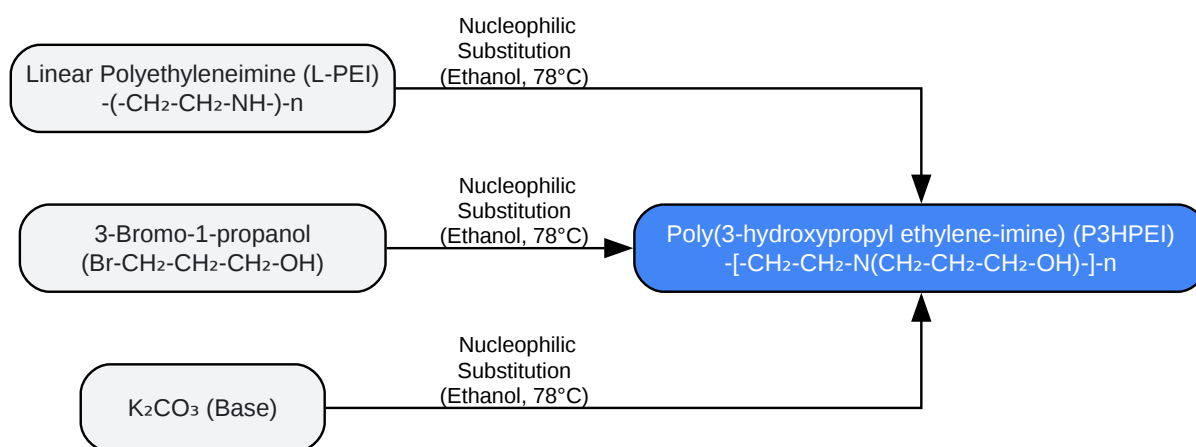 Nucleophilic
Substitution
(Ethanol, 78°C)
Linear Polyethyleneimine (L-PEI)
-(-CH₂-CH₂-NH-)-n
Nucleophilic
Substitution
(Ethanol, 78°C)
3-Bromo-1-propanol
(Br-CH₂-CH₂-CH₂-OH)
Poly(3-hydroxypropyl ethylene-imine) (P3HPEI)
-[-CH₂-CH₂-N(CH₂-CH₂-CH₂-OH)-]-n
Nucleophilic
Substitution
(Ethanol, 78°C)
K₂CO₃ (Base)